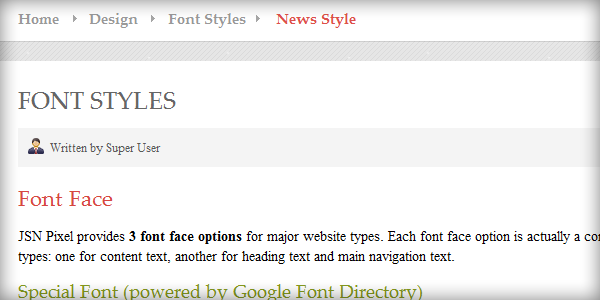 Home Design Font Styles News Style
FONT STYLES
Written by Super User
Font Face
JSN Pixel provides 3 font face options for major website types. Each font face option is actually a
types: one for content text, another for heading text and main navigation text.
Special Font (powered by Google Font Directory)